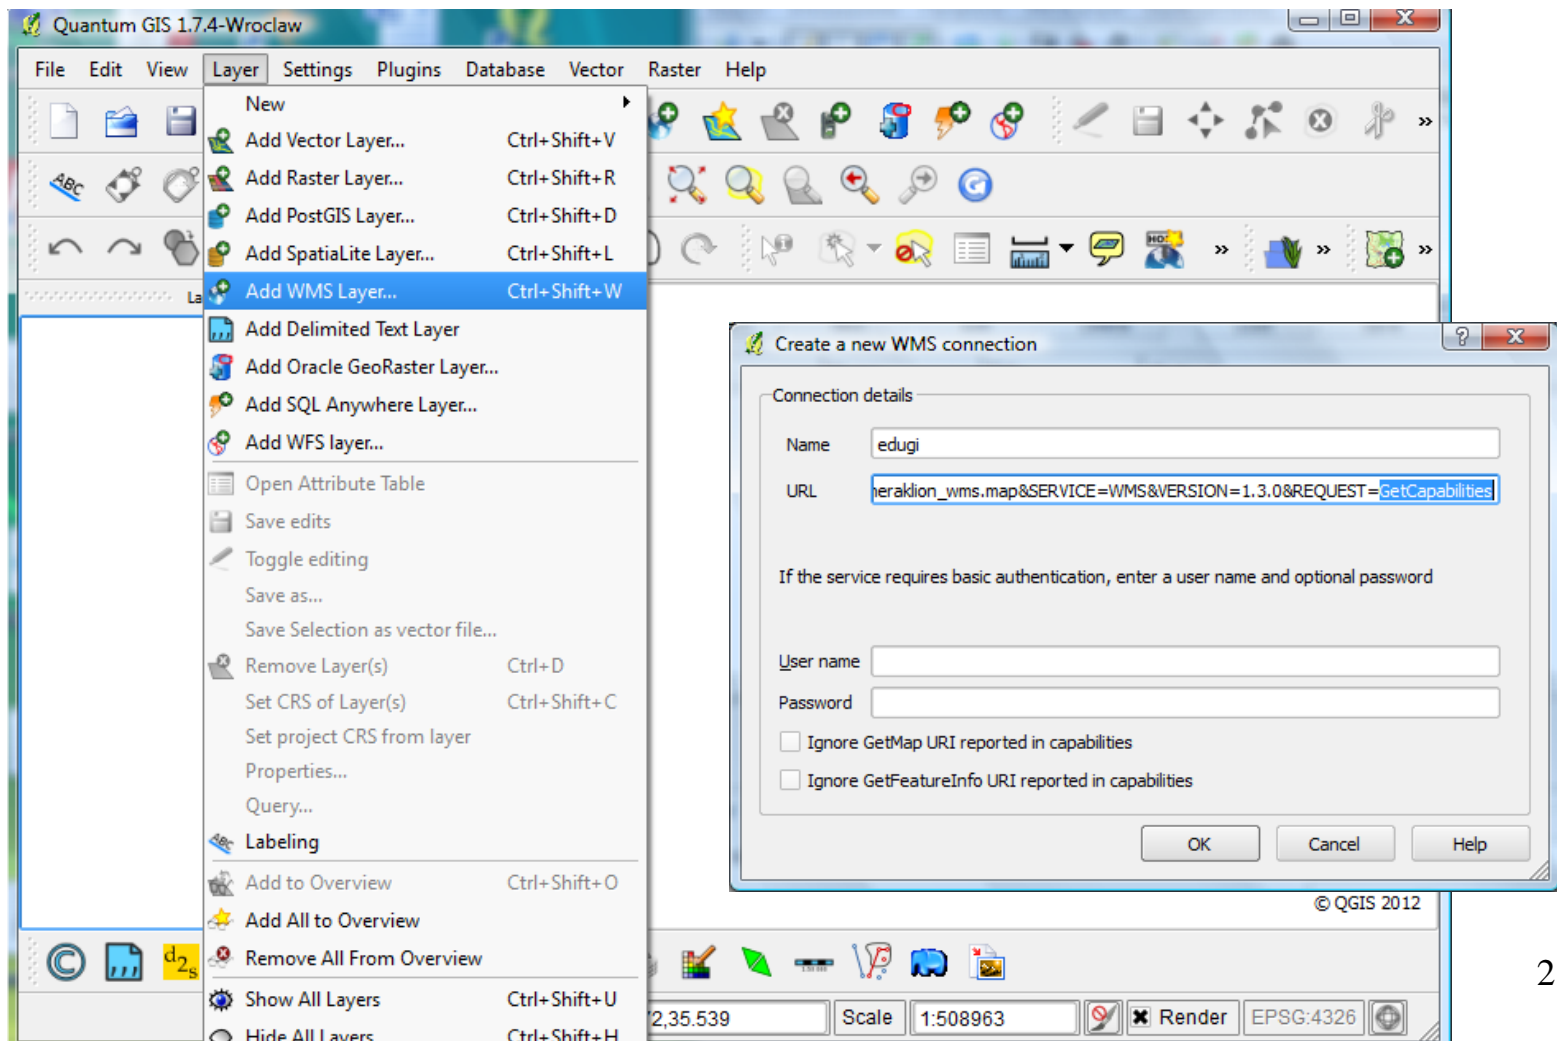 Quantum GIS 1.7.4-Wroclaw
File Edit View Layer Settings Plugins Database Vector Raster Help
New
Add Vector Layer... Ctrl+Shift+V
Add Raster Layer... Ctrl+Shift+R
Add PostGIS Layer... Ctrl+Shift+D
Add SpatiaLite Layer... Ctrl+Shift+L
Add WMS Layer... Ctrl+Shift+W
Add Delimited Text Layer
Add Oracle GeoRaster Layer...
Add SQL Anywhere Layer...
Add WFS layer...
Open Attribute Table
Save edits
Toggle editing
Save as...
Save Selection as vector file...
Remove Layer(s) Ctrl+D
Set CRS of Layer(s) Ctrl+Shift+C
Set project CRS from layer
Properties...
Query...
Labeling
Add to Overview Ctrl+Shift+O
Add All to Overview
Remove All From Overview
Show All Layers Ctrl+Shift+U
Hide All Layers Ctrl+Shift+H
Create a new WMS connection
Connection details
Name edugi
URL heraklion_wms.map&SERVICE=WMS&VERSION=1.3.0&REQUEST=GetCapabilities
If the service requires basic authentication, enter a user name and optional password
User name
Password
Ignore GetMap URI reported in capabilities
Ignore GetFeatureInfo URI reported in capabilities
OK Cancel Help
© QGIS 2012
d2s
2,35.539 Scale 1:508963 Render EPSG:4326
2